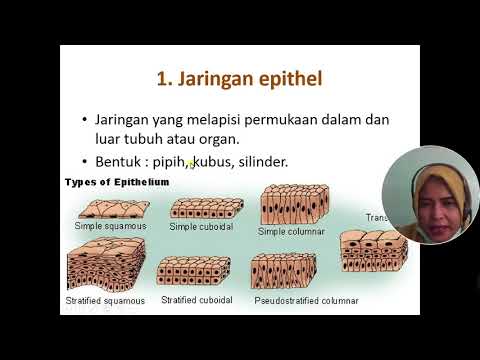 1. Jaringan epithel
• Jaringan yang melapisi permukaan dalam dan
luar tubuh atau organ.
• Bentuk : pipih, kubus, silinder.
Types of Epithelium
Simple squamous
Simple cuboidal
Simple columnar
Trans
Stratified squamous
Stratified cuboidal
Pseudostratified columnar